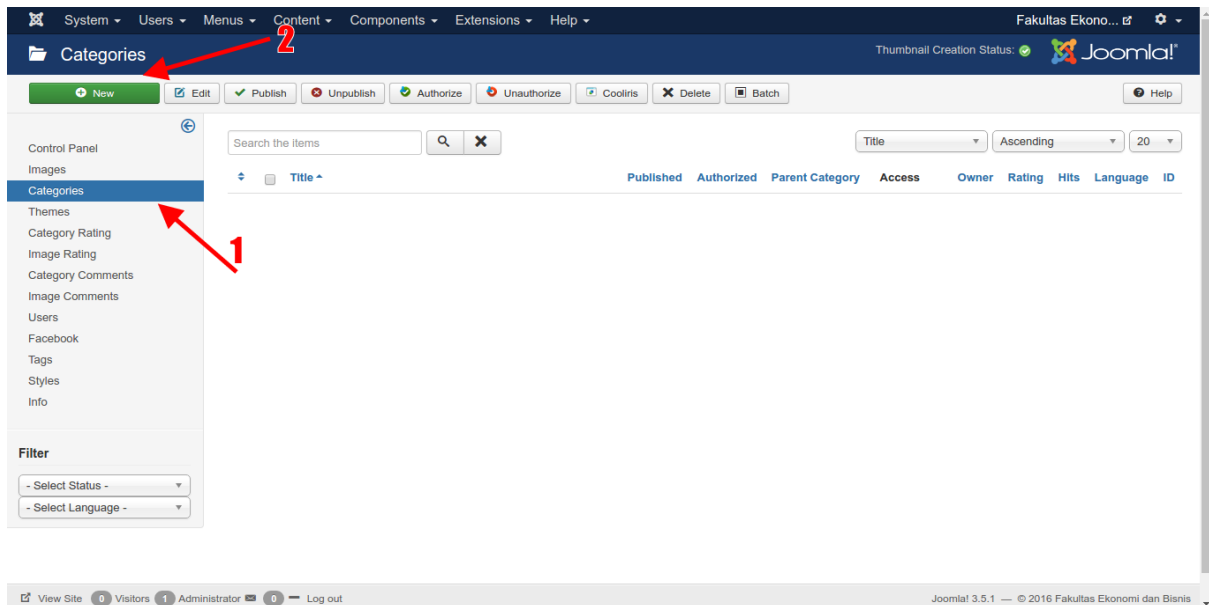 System Users Menus Content Components Extensions Help Fakultas Ekono...
2
Categories Thumbnail Creation Status: Joomla!®
New Edit Publish Unpublish Authorize Unauthorize Cooliris Delete Batch Help
Search the items Title Ascending 20
Title Published Authorized Parent Category Access Owner Rating Hits Language ID
Control Panel
Images
Categories
Themes
Category Rating
1
Image Rating
Category Comments
Image Comments
Users
Facebook
Tags
Styles
Info
Filter
- Select Status -
- Select Language -
View Site 0 Visitors 1 Administrator 0 Log out Joomla! 3.5.1 — © 2016 Fakultas Ekonomi dan Bisnis